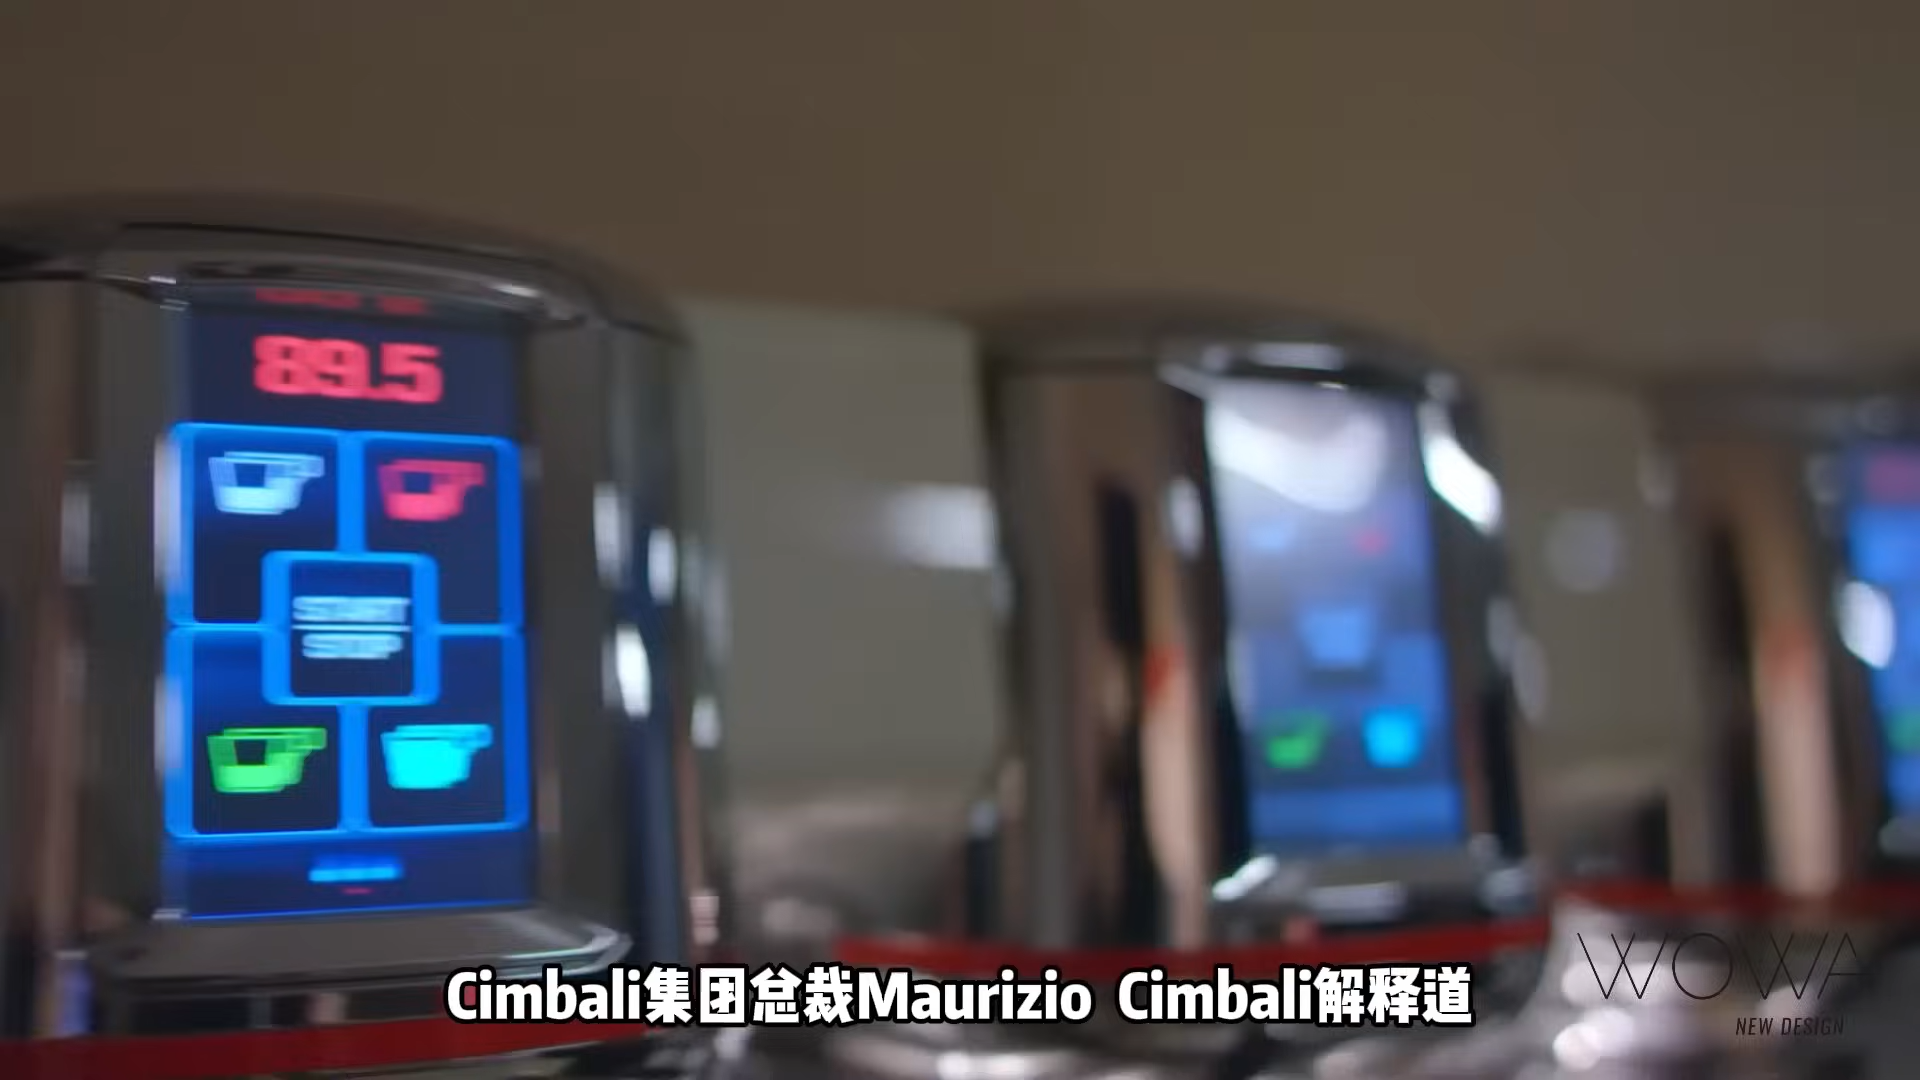 89.5
START
STOP
Cimbali集团总裁Maurizio Cimbali解释道
WOWA
NEW DESIGN